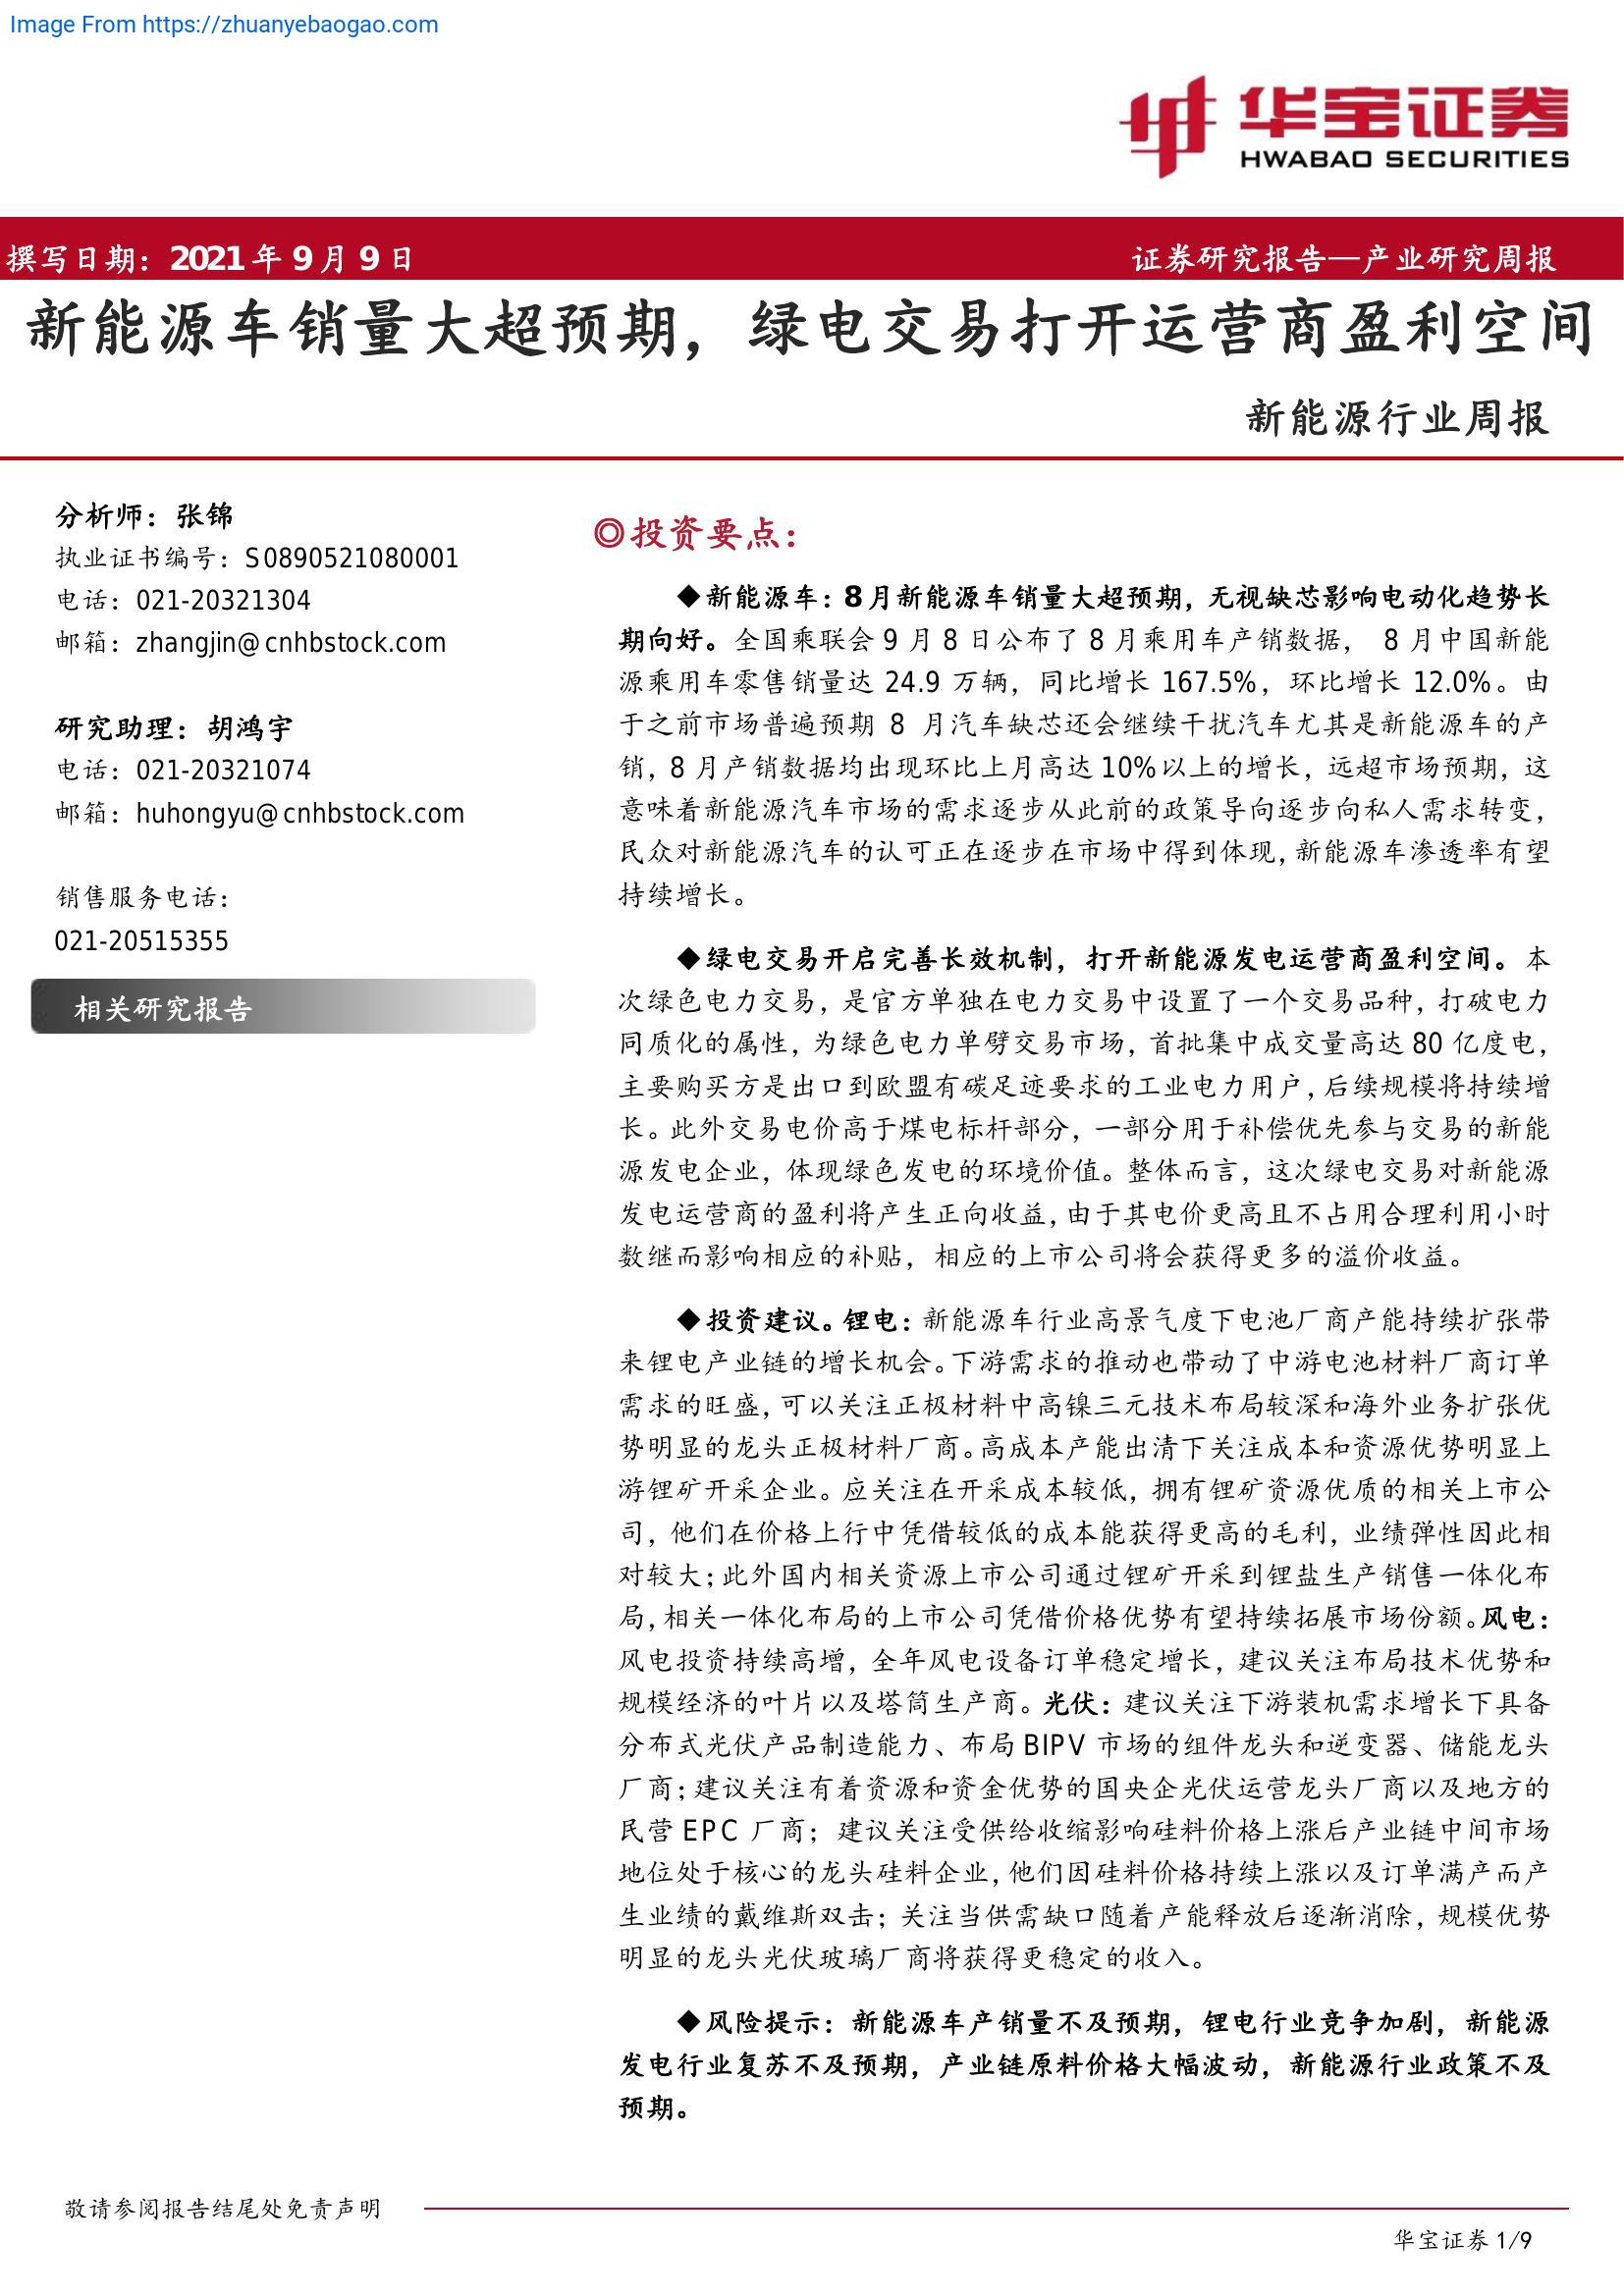 Image From https://zhuanyebaogao.com
华宝证券
HWABAO SECURITIES
撰写日期：2021 年 9 月 9 日
证券研究报告—产业研究周报
新能源车销量大超预期，绿电交易打开运营商盈利空间
新能源行业周报
分析师：张锦
执业证书编号：S0890521080001
电话：021-20321304
邮箱：zhangjin@cnhbstock.com
研究助理：胡鸿宇
电话：021-20321074
邮箱：huhongyu@cnhbstock.com
销售服务电话：
021-20515355
相关研究报告
◎投资要点：
◆新能源车：8月新能源车销量大超预期，无视缺芯影响电动化趋势长
期向好。全国乘联会 9 月 8 日公布了 8 月乘用车产销数据， 8 月中国新能
源乘用车零售销量达 24.9 万辆，同比增长 167.5%，环比增长 12.0%。由
于之前市场普遍预期 8 月汽车缺芯还会继续干扰汽车尤其是新能源车的产
销，8 月产销数据均出现环比上月高达 10%以上的增长，远超市场预期，这
意味着新能源汽车市场的需求逐步从此前的政策导向逐步向私人需求转变，
民众对新能源汽车的认可正在逐步在市场中得到体现，新能源车渗透率有望
持续增长。
◆绿电交易开启完善长效机制，打开新能源发电运营商盈利空间。本
次绿色电力交易，是官方单独在电力交易中设置了一个交易品种，打破电力
同质化的属性，为绿色电力单劈交易市场，首批集中成交量高达 80 亿度电，
主要购买方是出口到欧盟有碳足迹要求的工业电力用户，后续规模将持续增
长。此外交易电价高于煤电标杆部分，一部分用于补偿优先参与交易的新能
源发电企业，体现绿色发电的环境价值。整体而言，这次绿电交易对新能源
发电运营商的盈利将产生正向收益，由于其电价更高且不占用合理利用小时
数继而影响相应的补贴，相应的上市公司将会获得更多的溢价收益。
◆投资建议。锂电：新能源车行业高景气度下电池厂商产能持续扩张带
来锂电产业链的增长机会。下游需求的推动也带动了中游电池材料厂商订单
需求的旺盛，可以关注正极材料中高镍三元技术布局较深和海外业务扩张优
势明显的龙头正极材料厂商。高成本产能出清下关注成本和资源优势明显上
游锂矿开采企业。应关注在开采成本较低，拥有锂矿资源优质的相关上市公
司，他们在价格上行中凭借较低的成本能获得更高的毛利，业绩弹性因此相
对较大；此外国内相关资源上市公司通过锂矿开采到锂盐生产销售一体化布
局，相关一体化布局的上市公司凭借价格优势有望持续拓展市场份额。风电：
风电投资持续高增，全年风电设备订单稳定增长，建议关注布局技术优势和
规模经济的叶片以及塔筒生产商。光伏：建议关注下游装机需求增长下具备
分布式光伏产品制造能力、布局 BIPV 市场的组件龙头和逆变器、储能龙头
厂商；建议关注有着资源和资金优势的国央企光伏运营龙头厂商以及地方的
民营 EPC 厂商；建议关注受供给收缩影响硅料价格上涨后产业链中间市场
地位处于核心的龙头硅料企业，他们因硅料价格持续上涨以及订单满产而产
生业绩的戴维斯双击；关注当供需缺口随着产能释放后逐渐消除，规模优势
明显的龙头光伏玻璃厂商将获得更稳定的收入。
◆风险提示：新能源车产销量不及预期，锂电行业竞争加剧，新能源
发电行业复苏不及预期，产业链原料价格大幅波动，新能源行业政策不及
预期。
敬请参阅报告结尾处免责声明
华宝证券 1/9